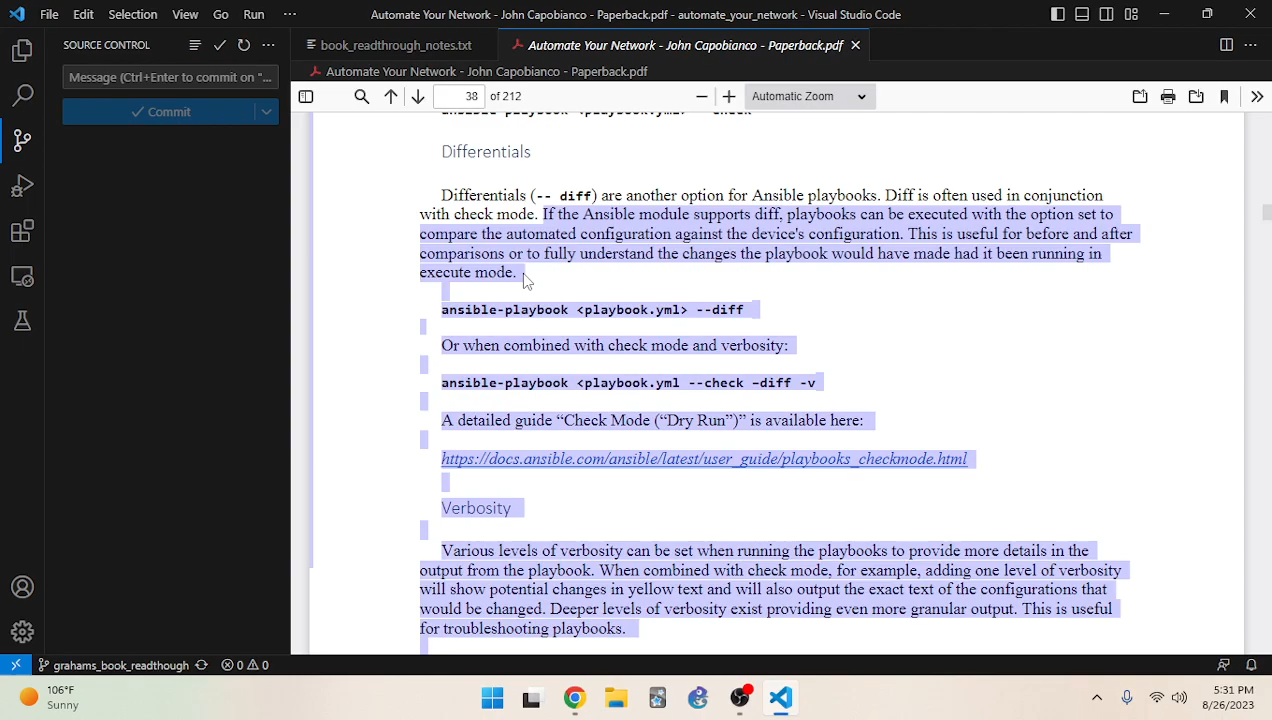 File Edit Selection View Go Run ··· Automate Your Network - John Capobianco - Paperback.pdf - automate_your_network - Visual Studio Code
SOURCE CONTROL
book_readthrough_notes.txt Automate Your Network - John Capobianco - Paperback.pdf
Automate Your Network - John Capobianco - Paperback.pdf
Message (Ctrl+Enter to commit on "...
Commit
38 of 212 Automatic Zoom
ansible-playbook <playbook.yml> --check
Differentials
Differentials (-- diff) are another option for Ansible playbooks. Diff is often used in conjunction
with check mode. If the Ansible module supports diff, playbooks can be executed with the option set to
compare the automated configuration against the device's configuration. This is useful for before and after
comparisons or to fully understand the changes the playbook would have made had it been running in
execute mode.
ansible-playbook <playbook.yml> --diff
Or when combined with check mode and verbosity:
ansible-playbook <playbook.yml --check –diff -v
A detailed guide “Check Mode (“Dry Run”)” is available here:
https://docs.ansible.com/ansible/latest/user_guide/playbooks_checkmode.html
Verbosity
Various levels of verbosity can be set when running the playbooks to provide more details in the
output from the playbook. When combined with check mode, for example, adding one level of verbosity
will show potential changes in yellow text and will also output the exact text of the configurations that
would be changed. Deeper levels of verbosity exist providing even more granular output. This is useful
for troubleshooting playbooks.
grahams_book_readthough 0 0
106°F
Sunny
5:31 PM
8/26/2023